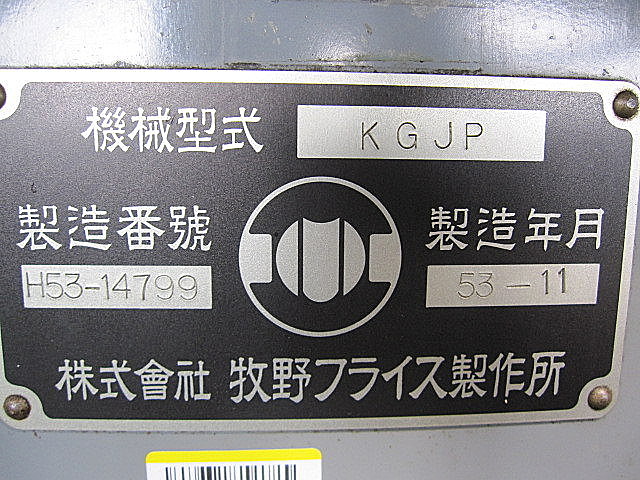 機械型式 KGJP
製造番號 製造年月
H53-14799 53-11
株式會社 牧野フライス製作所